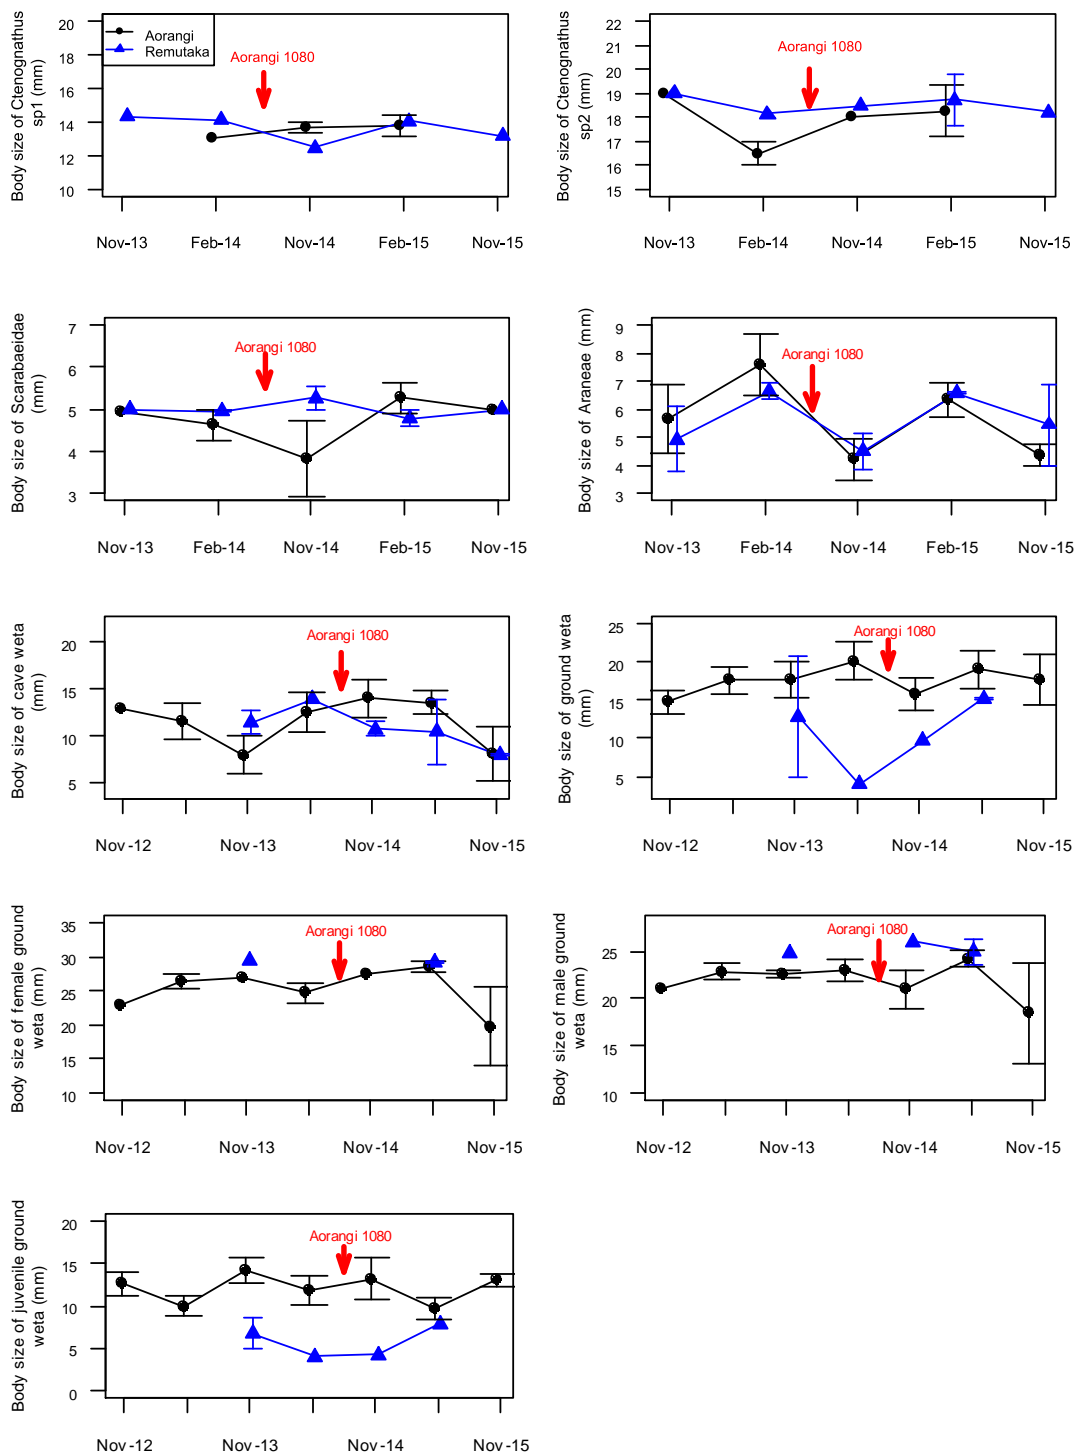 Body size of Ctenognathus
sp1 (mm)
20
18
16
14
12
10
Aorangi
Remutaka
Aorangi 1080
Nov-13 Feb-14 Nov-14 Feb-15 Nov-15
Body size of Ctenognathus
sp2 (mm)
22
21
20
19
18
17
16
15
Aorangi 1080
Nov-13 Feb-14 Nov-14 Feb-15 Nov-15
Body size of Scarabaeidae
(mm)
7
6
5
4
3
Aorangi 1080
Nov-13 Feb-14 Nov-14 Feb-15 Nov-15
Body size of Araneae (mm)
9
8
7
6
5
4
3
Aorangi 1080
Nov-13 Feb-14 Nov-14 Feb-15 Nov-15
Body size of cave weta
(mm)
20
15
10
5
Aorangi 1080
Nov-12 Nov-13 Nov-14 Nov-15
Body size of ground weta
(mm)
25
20
15
10
5
Aorangi 1080
Nov-12 Nov-13 Nov-14 Nov-15
Body size of female ground
weta (mm)
35
30
25
20
15
10
Aorangi 1080
Nov-12 Nov-13 Nov-14 Nov-15
Body size of male ground
weta (mm)
25
20
15
10
Aorangi 1080
Nov-12 Nov-13 Nov-14 Nov-15
Body size of juvenile ground
weta (mm)
20
15
10
5
0
Aorangi 1080
Nov-12 Nov-13 Nov-14 Nov-15